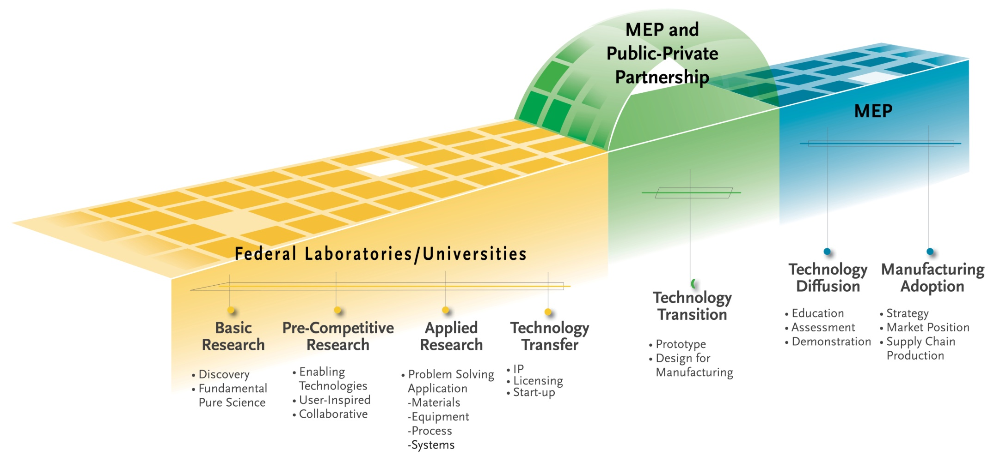 MEP and
Public-Private
Partnership
MEP
Federal Laboratories/Universities
Basic
Research
• Discovery
• Fundamental
Pure Science
Pre-Competitive
Research
• Enabling
Technologies
• User-Inspired
• Collaborative
Applied
Research
• Problem Solving
Application
-Materials
-Equipment
-Process
-Systems
Technology
Transfer
• IP
• Licensing
• Start-up
Technology
Transition
• Prototype
• Design for
Manufacturing
Technology
Diffusion
• Education
• Assessment
• Demonstration
Manufacturing
Adoption
• Strategy
• Market Position
• Supply Chain
Production